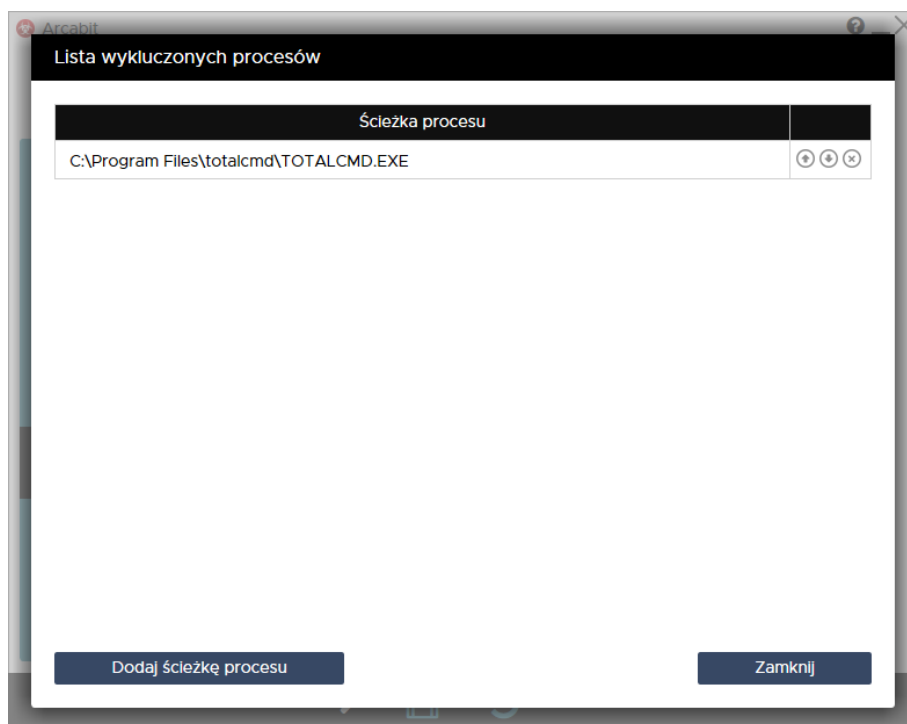 Arcabit
Lista wykluczonych procesów
Ścieżka procesu
C:\Program Files\totalcmd\TOTALCMD.EXE
Dodaj ścieżkę procesu
Zamknij